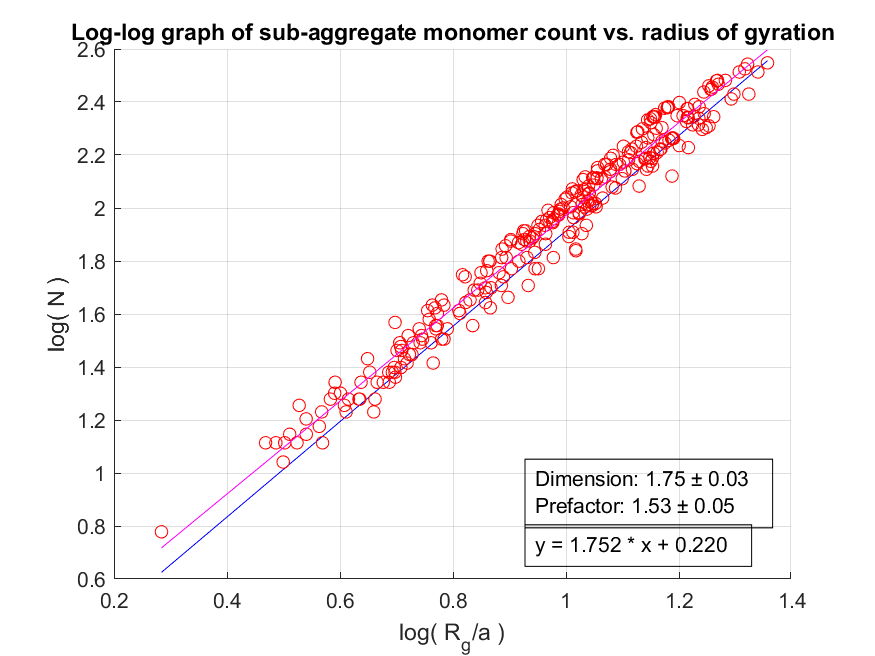 Log-log graph of sub-aggregate monomer count vs. radius of gyration
2.6
2.4
2.2
2
1.8
1.6
1.4
1.2
1
0.8
0.6
log( N )
Dimension: 1.75 ± 0.03
Prefactor: 1.53 ± 0.05
y = 1.752 * x + 0.220
0.2 0.4 0.6 0.8 1 1.2 1.4
log( Rg/a )